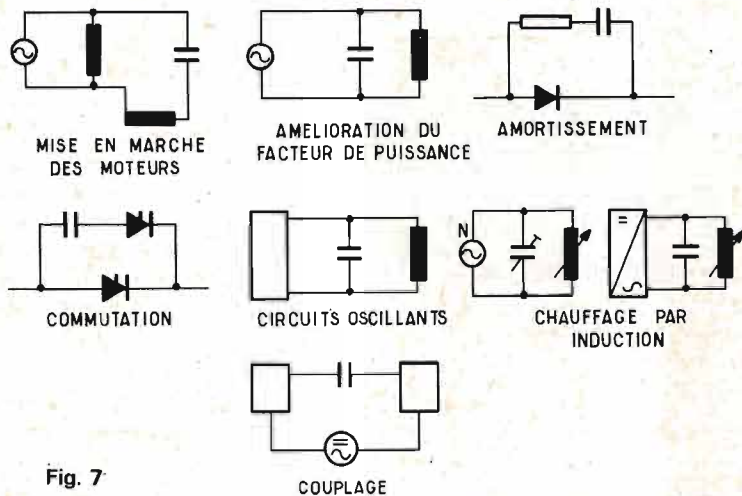 MISE EN MARCHE
DES MOTEURS
AMELIORATION DU
FACTEUR DE PUISSANCE
AMORTISSEMENT
COMMUTATION
CIRCUITS OSCILLANTS
N
CHAUFFAGE PAR
INDUCTION
COUPLAGE
Fig. 7